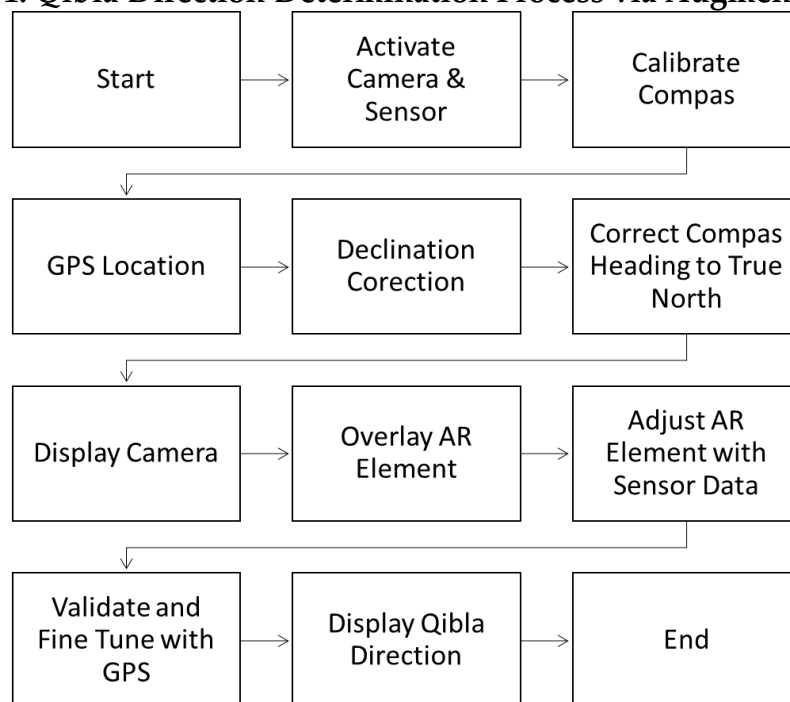 1. Qibla Direction Determination Process via Augmen
Start
Activate
Camera &
Sensor
Calibrate
Compas
GPS Location
Declination
Corection
Correct Compas
Heading to True
North
Display Camera
Overlay AR
Element
Adjust AR
Element with
Sensor Data
Validate and
Fine Tune with
GPS
Display Qibla
Direction
End